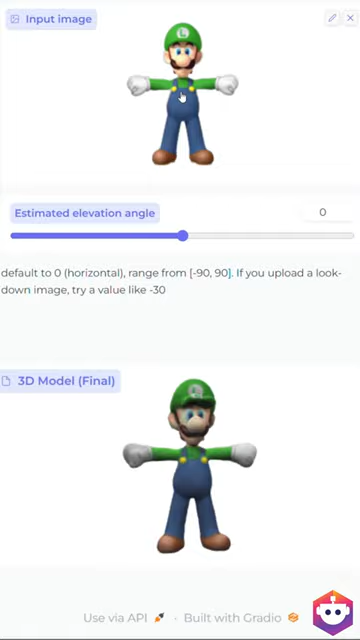 Input image
L
Estimated elevation angle
0
default to 0 (horizontal), range from [-90, 90]. If you upload a look-
down image, try a value like -30
3D Model (Final)
L
Use via API · Built with Gradio